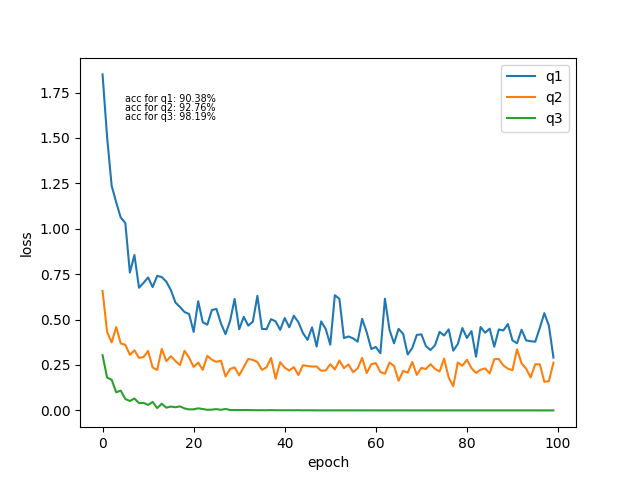 acc for q1: 90.38%
acc for q2: 92.76%
acc for q3: 98.19%
q1
q2
q3
loss
1.75
1.50
1.25
1.00
0.75
0.50
0.25
0.00
0 20 40 60 80 100
epoch